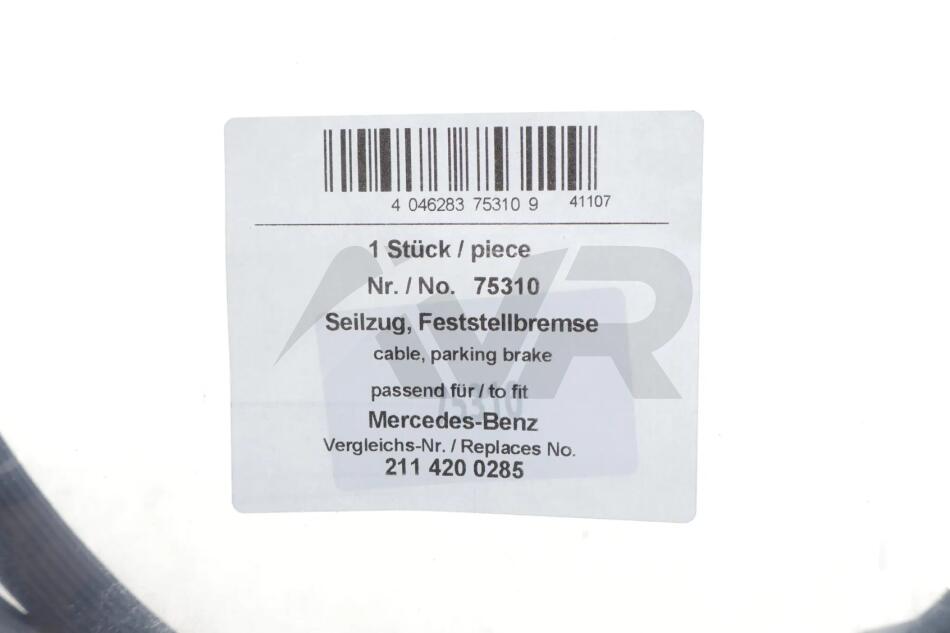 4 046283 75310 9 41107
1 Stück / piece
Nr. / No. 75310
Seilzug, Feststellbremse
cable, parking brake
passend für / to fit
75310
Mercedes-Benz
Vergleichs-Nr. / Replaces No.
211 420 0285